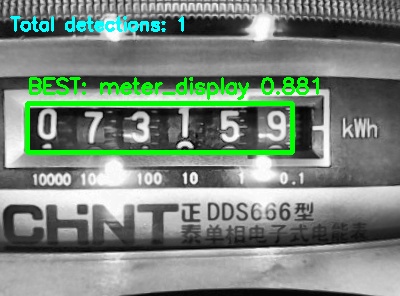 Total detections: 1
BEST: meter_display 0.881
0 7 3 1 5 9
kWh
10000 1000 100 10 1 0.1
CHINT 正泰 DDS666型
单相电子式电能表